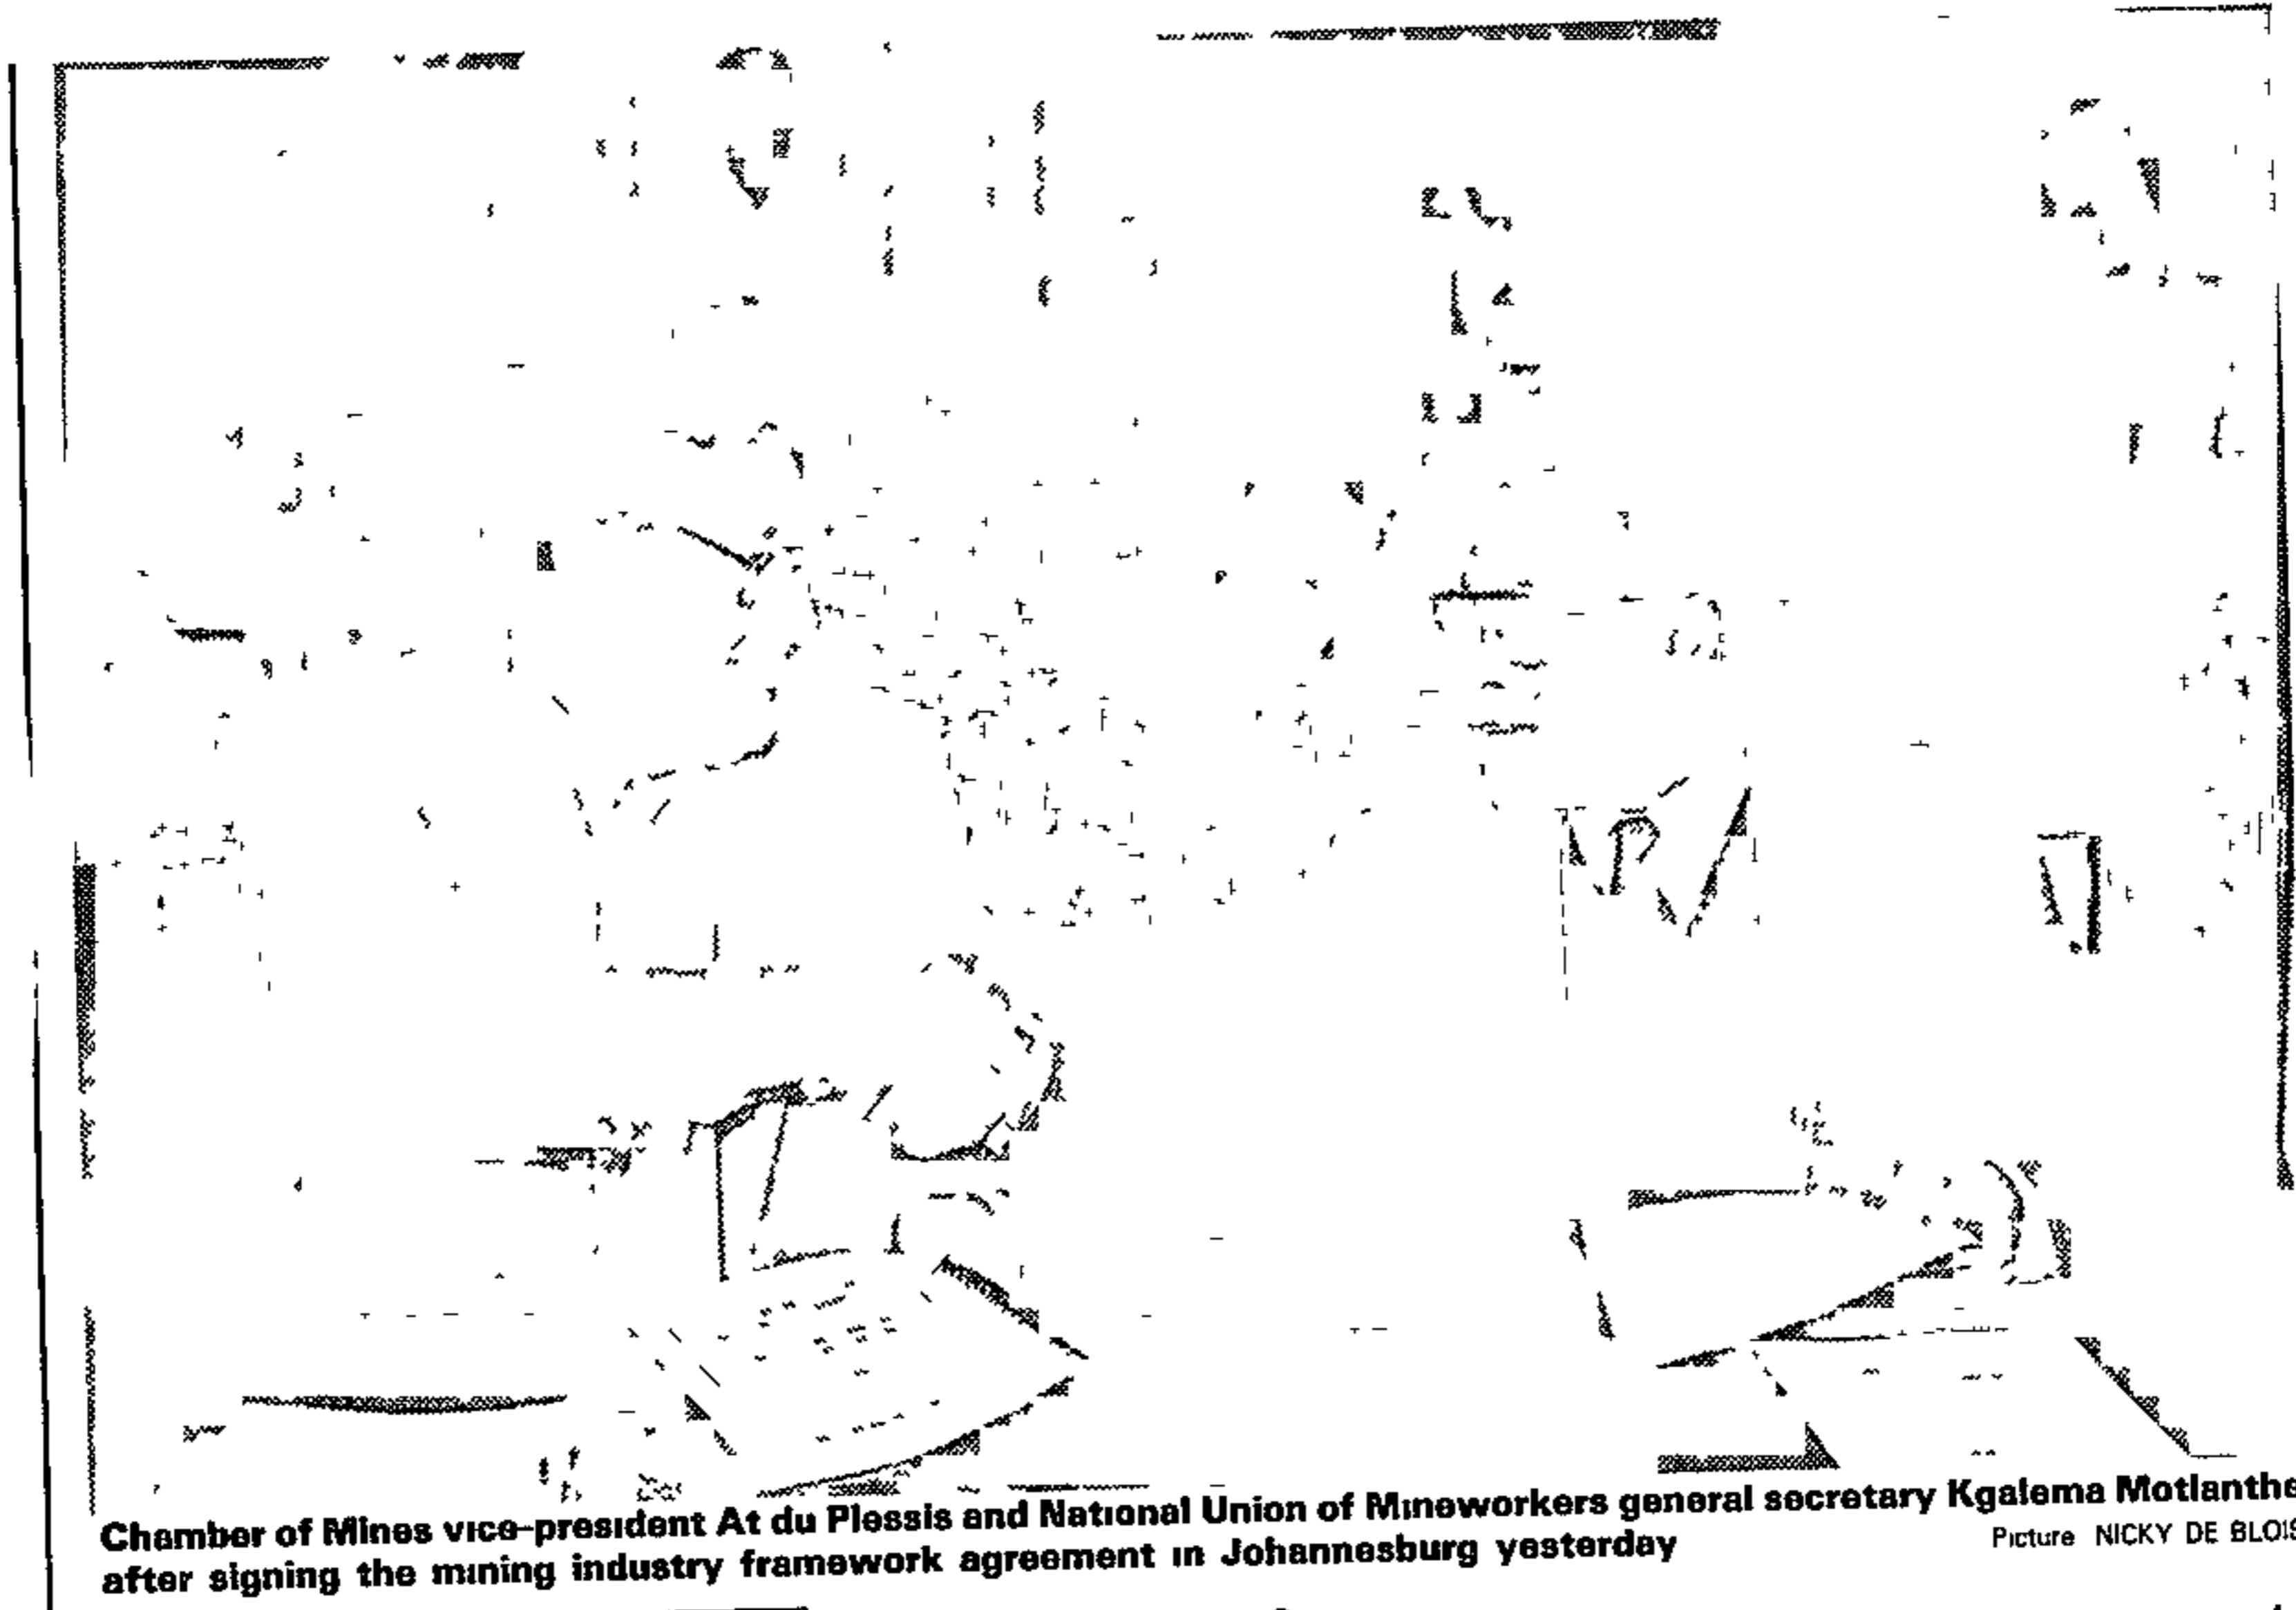 Chamber of Mines vice-president At du Plessis and National Union of Mineworkers general secretary Kgalema Motlanthe
after signing the mining industry framework agreement in Johannesburg yesterday
Picture NICKY DE BLOIS